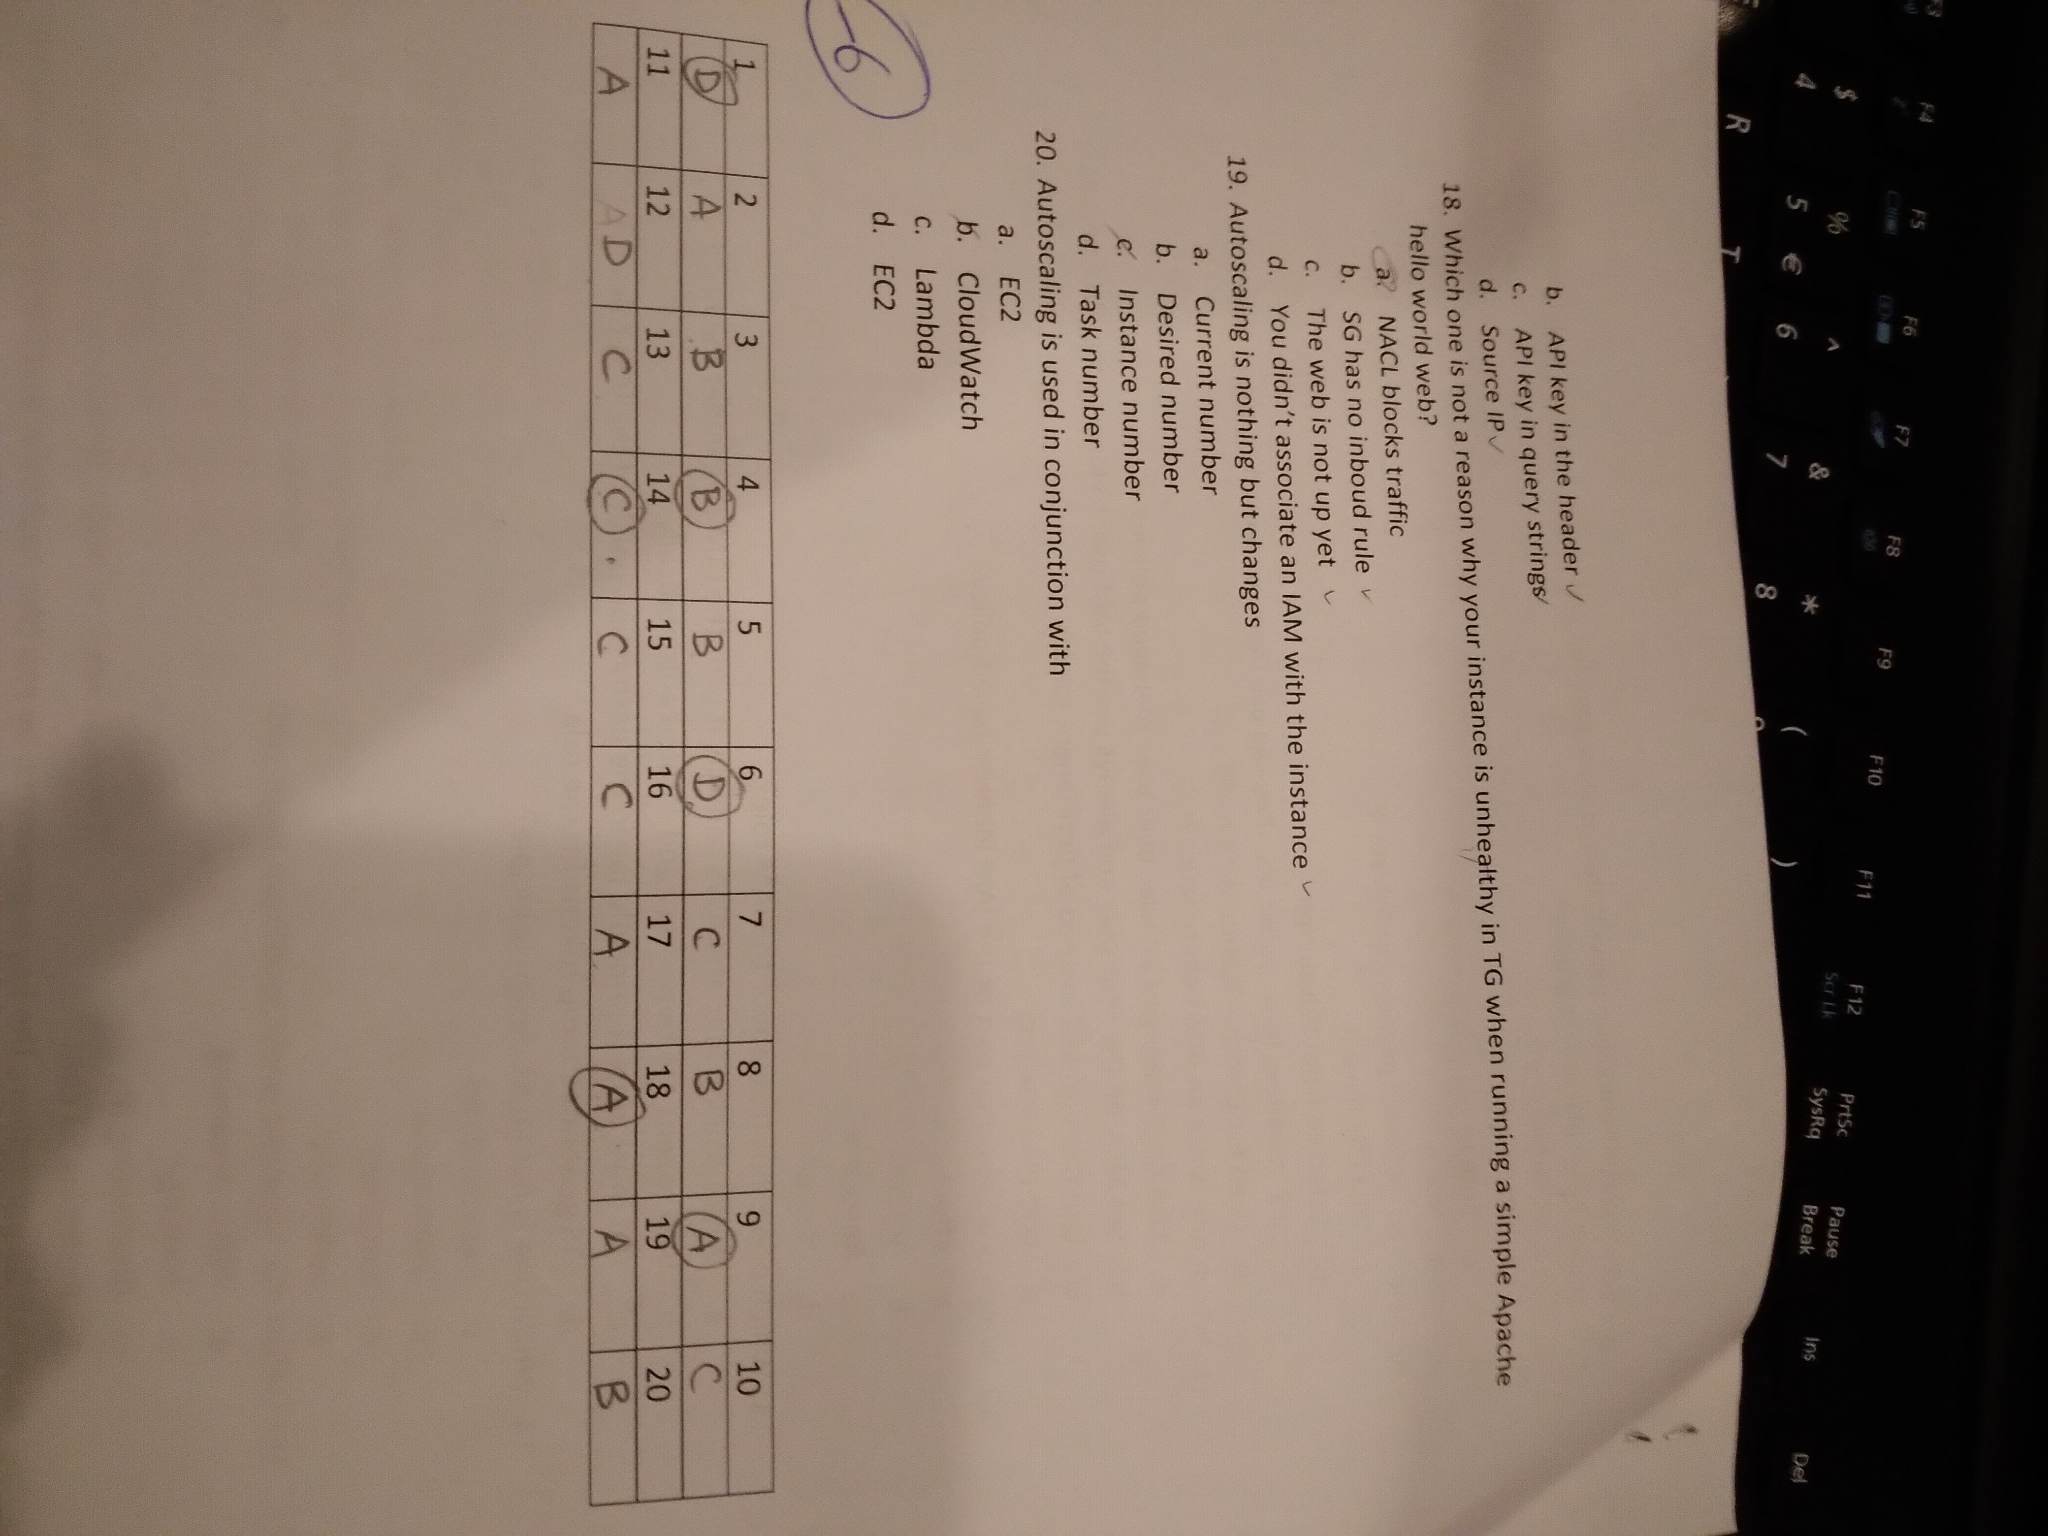 F4 F5 F6 F7 F8 F9 F10 F11 F12 PrtSc Pause Ins Del
Scr Lk SysRq Break
$ % ^ & * ( )
4 5 € 6 7 8
R T
b. API key in the header ✓
c. API key in query strings ✓
d. Source IP ✓
18. Which one is not a reason why your instance is unhealthy in TG when running a simple Apache
hello world web?
a. NACL blocks traffic
b. SG has no inboud rule ✓
c. The web is not up yet ✓
d. You didn't associate an IAM with the instance ✓
19. Autoscaling is nothing but changes
a. Current number
b. Desired number
c. Instance number
d. Task number
20. Autoscaling is used in conjunction with
a. EC2
b. CloudWatch
c. Lambda
d. EC2
-6
1 2 3 4 5 6 7 8 9 10
D A B B B D C B A C
11 12 13 14 15 16 17 18 19 20
A D C C C C A A A B